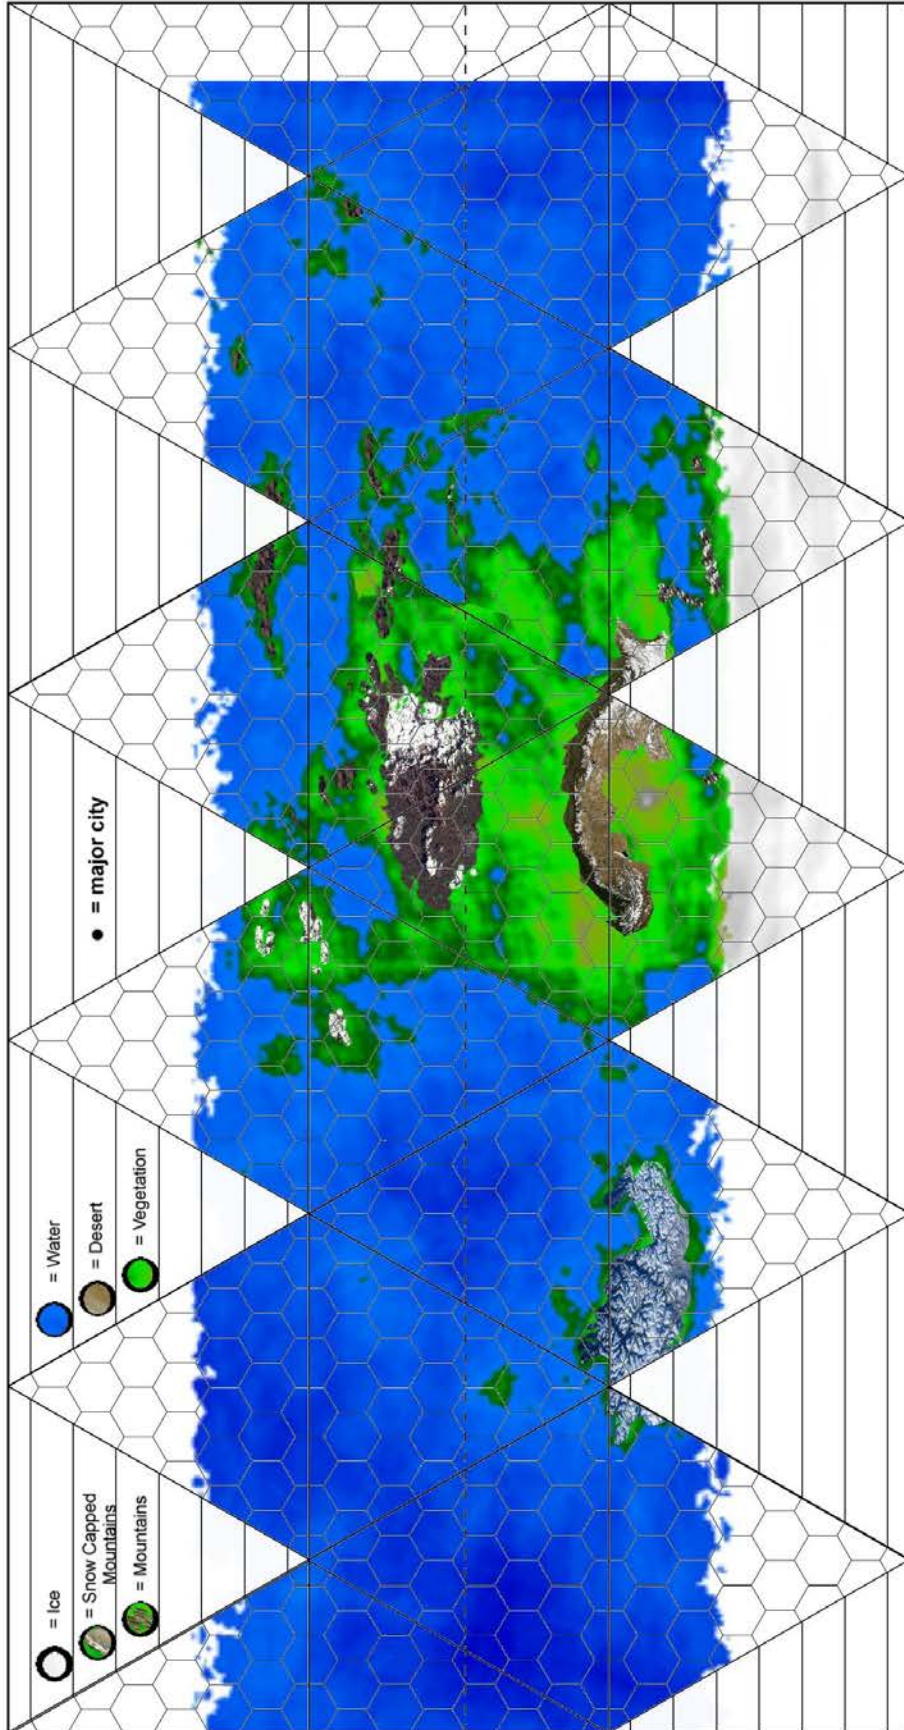 = Ice
= Snow Capped
Mountains
= Mountains
= Water
= Desert
= Vegetation
= major city